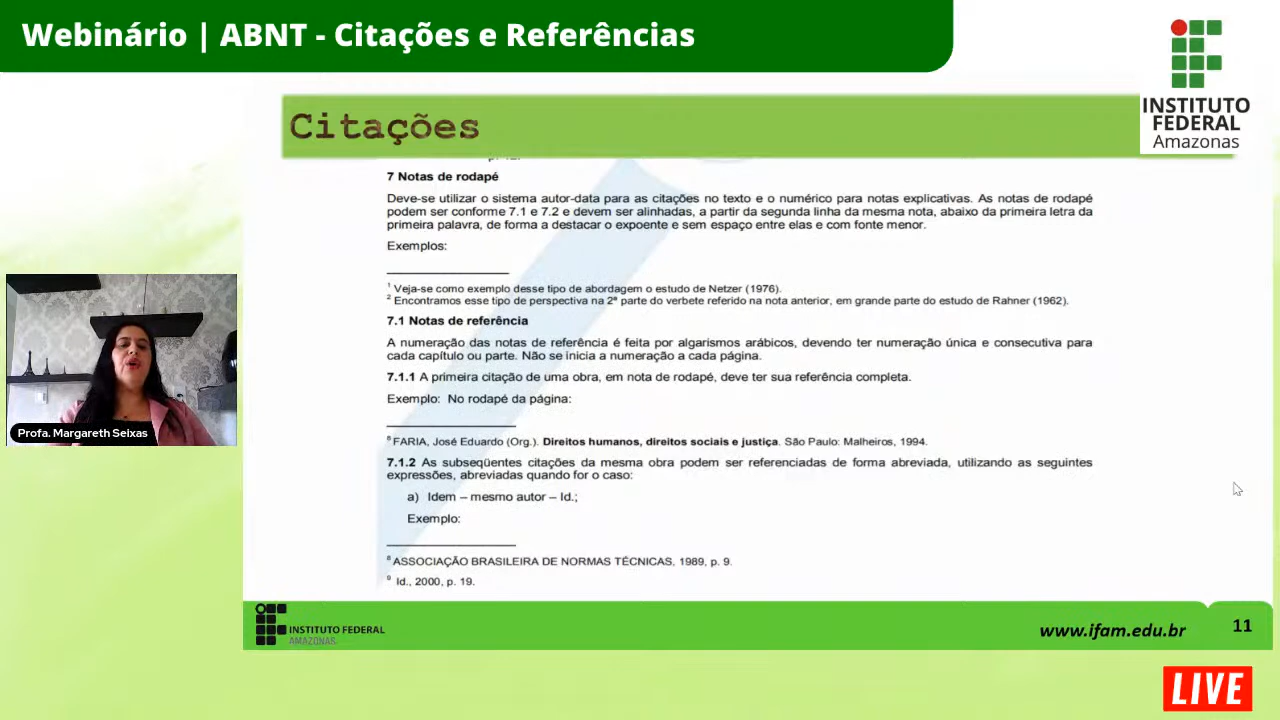 Webinário | ABNT - Citações e Referências
INSTITUTO
FEDERAL
Amazonas
Citações
7 Notas de rodapé
Deve-se utilizar o sistema autor-data para as citações no texto e o numérico para notas explicativas. As notas de rodapé
podem ser conforme 7.1 e 7.2 e devem ser alinhadas, a partir da segunda linha da mesma nota, abaixo da primeira letra da
primeira palavra, de forma a destacar o expoente e sem espaço entre elas e com fonte menor.
Exemplos:
¹ Veja-se como exemplo desse tipo de abordagem o estudo de Netzer (1976).
² Encontramos esse tipo de perspectiva na 2ª parte do verbete referido na nota anterior, em grande parte do estudo de Rahner (1962).
7.1 Notas de referência
A numeração das notas de referência é feita por algarismos arábicos, devendo ter numeração única e consecutiva para
cada capítulo ou parte. Não se inicia a numeração a cada página.
7.1.1 A primeira citação de uma obra, em nota de rodapé, deve ter sua referência completa.
Exemplo: No rodapé da página:
⁸ FARIA, José Eduardo (Org.). Direitos humanos, direitos sociais e justiça. São Paulo: Malheiros, 1994.
7.1.2 As subseqüentes citações da mesma obra podem ser referenciadas de forma abreviada, utilizando as seguintes
expressões, abreviadas quando for o caso:
a) Idem – mesmo autor – Id.;
Exemplo:
⁸ ASSOCIAÇÃO BRASILEIRA DE NORMAS TÉCNICAS, 1989, p. 9.
⁹ Id., 2000, p. 19.
Profa. Margareth Seixas
INSTITUTO FEDERAL
AMAZONAS
www.ifam.edu.br
11
LIVE